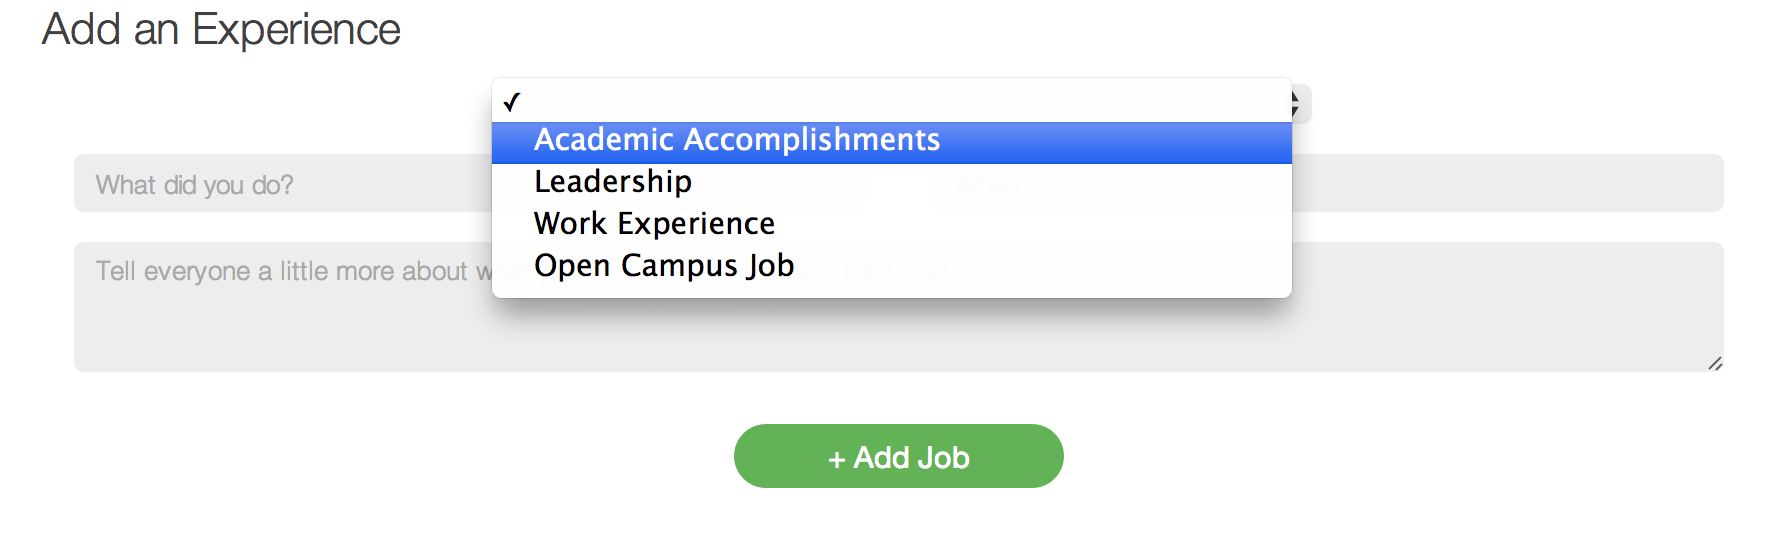 Add an Experience
✓
Academic Accomplishments
What did you do?
Leadership
Work Experience
Tell everyone a little more about
Open Campus Job
+ Add Job